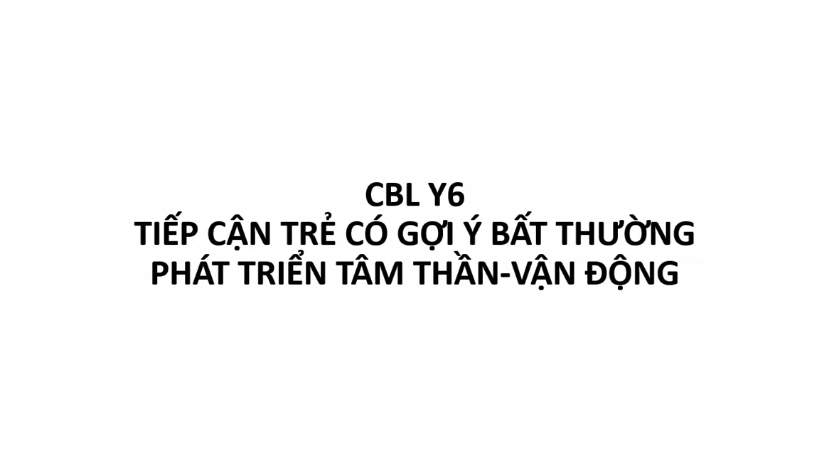 CBL Y6
TIẾP CẬN TRẺ CÓ GỢI Ý BẤT THƯỜNG
PHÁT TRIỂN TÂM THẦN-VẬN ĐỘNG